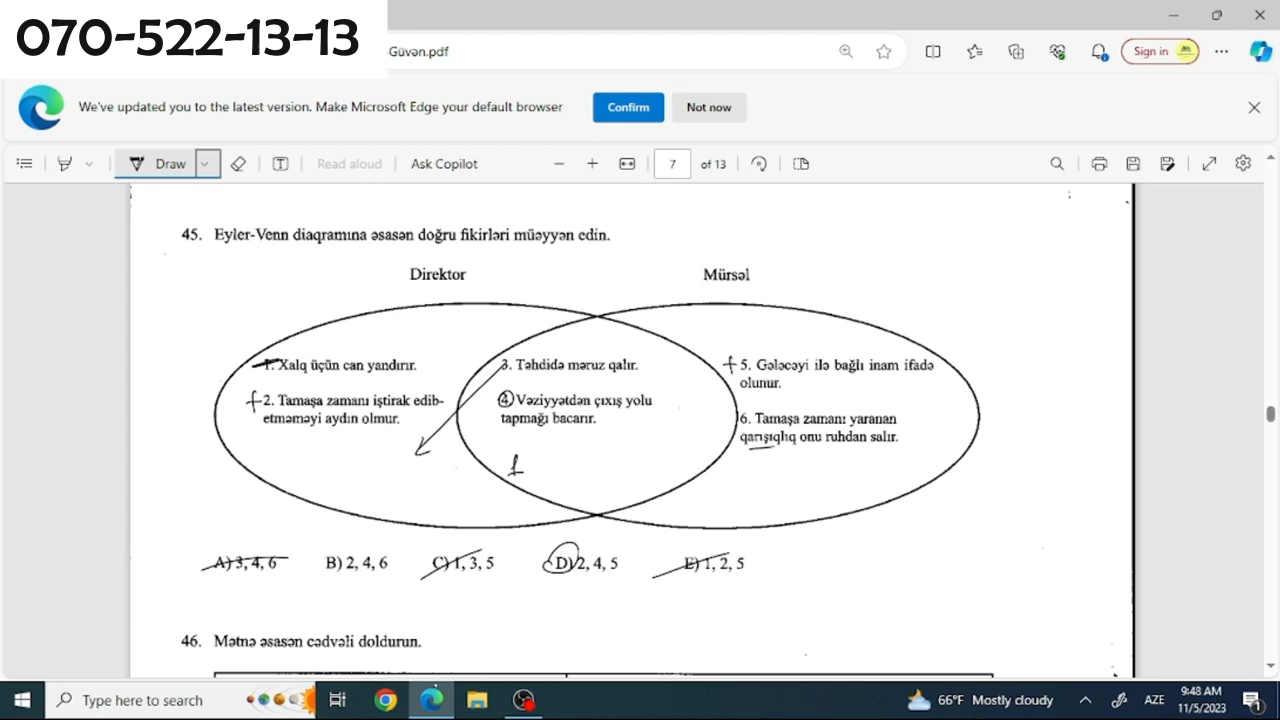 070-522-13-13
-Güvən.pdf
Sign in
We've updated you to the latest version. Make Microsoft Edge your default browser
Confirm
Not now
Draw
Read aloud
Ask Copilot
7
of 13
45. Eyler-Venn diaqramına əsasən doğru fikirləri müəyyən edin.
Direktor
Mürsəl
1. Xalq üçün can yandırır.
2. Tamaşa zamanı iştirak edib-
etməməyi aydın olmur.
3. Təhdidə məruz qalır.
4. Vəziyyətdən çıxış yolu
tapmağı bacarır.
5. Gələcəyi ilə bağlı inam ifadə
olunur.
6. Tamaşa zamanı yaranan
qarışıqlıq onu ruhdan salır.
A) 3, 4, 6 B) 2, 4, 6 C) 1, 3, 5 D) 2, 4, 5 E) 1, 2, 5
46. Mətnə əsasən cədvəli doldurun.
Type here to search
66°F Mostly cloudy
AZE
9:48 AM
11/5/2023
1